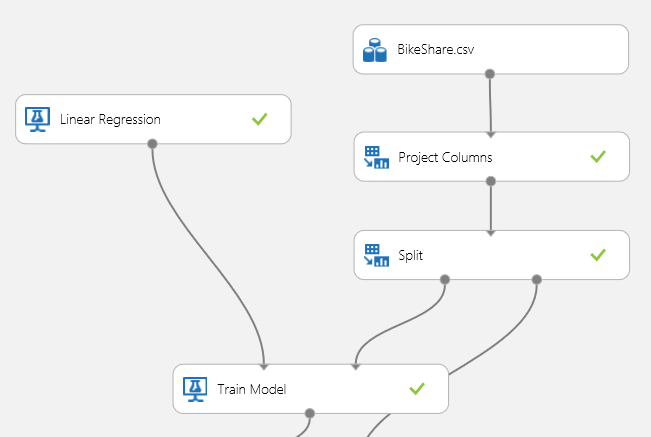 BikeShare.csv
Linear Regression
Project Columns
Split
Train Model